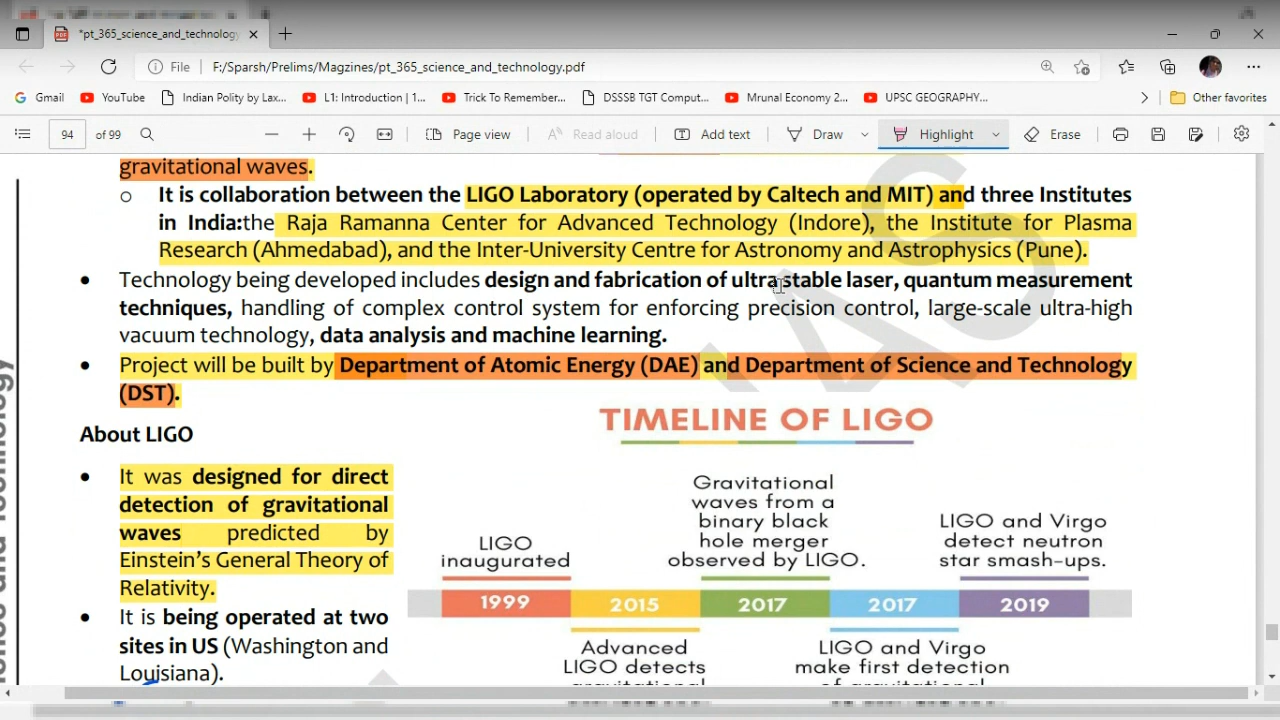 *pt_365_science_and_technology
File F:/Sparsh/Prelims/Magzines/pt_365_science_and_technology.pdf
Gmail YouTube Indian Polity by Lax... L1: Introduction | 1... Trick To Remember... DSSSB TGT Comput... Mrunal Economy 2... UPSC GEOGRAPHY... Other favorites
94 of 99 Page view Read aloud Add text Draw Highlight Erase
gravitational waves.
It is collaboration between the LIGO Laboratory (operated by Caltech and MIT) and three Institutes
in India:the Raja Ramanna Center for Advanced Technology (Indore), the Institute for Plasma
Research (Ahmedabad), and the Inter-University Centre for Astronomy and Astrophysics (Pune).
Technology being developed includes design and fabrication of ultra stable laser, quantum measurement
techniques, handling of complex control system for enforcing precision control, large-scale ultra-high
vacuum technology, data analysis and machine learning.
Project will be built by Department of Atomic Energy (DAE) and Department of Science and Technology
(DST).
About LIGO
It was designed for direct
detection of gravitational
waves predicted by
Einstein's General Theory of
Relativity.
It is being operated at two
sites in US (Washington and
Louisiana).
TIMELINE OF LIGO
LIGO
inaugurated
Gravitational
waves from a
binary black
hole merger
observed by LIGO.
LIGO and Virgo
detect neutron
star smash-ups.
1999 2015 2017 2017 2019
Advanced
LIGO detects
LIGO and Virgo
make first detection